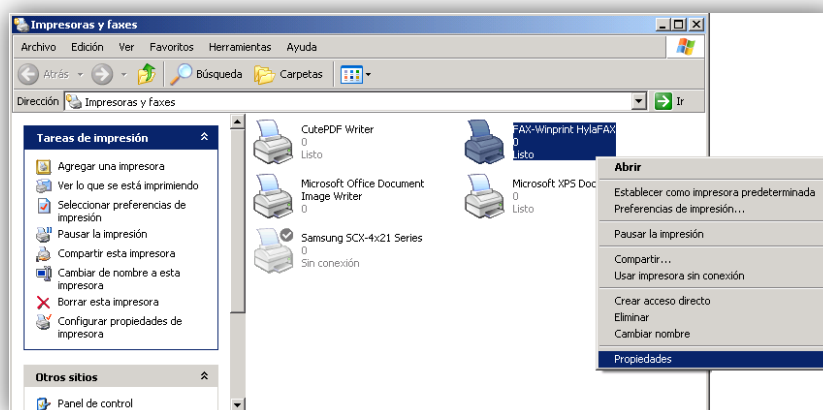 Impresoras y faxes
Archivo Edición Ver Favoritos Herramientas Ayuda
Atrás Búsqueda Carpetas
Dirección Impresoras y faxes Ir
Tareas de impresión
Agregar una impresora
Ver lo que se está imprimiendo
Seleccionar preferencias de
impresión
Pausar la impresión
Compartir esta impresora
Cambiar de nombre a esta
impresora
Borrar esta impresora
Configurar propiedades de
impresora
Otros sitios
Panel de control
CutePDF Writer
0
Listo
FAX-Winprint HylaFAX
0
Listo
Microsoft Office Document
Image Writer
0
Microsoft XPS Doc
0
Listo
Samsung SCX-4x21 Series
0
Sin conexión
Abrir
Establecer como impresora predeterminada
Preferencias de impresión...
Pausar la impresión
Compartir...
Usar impresora sin conexión
Crear acceso directo
Eliminar
Cambiar nombre
Propiedades